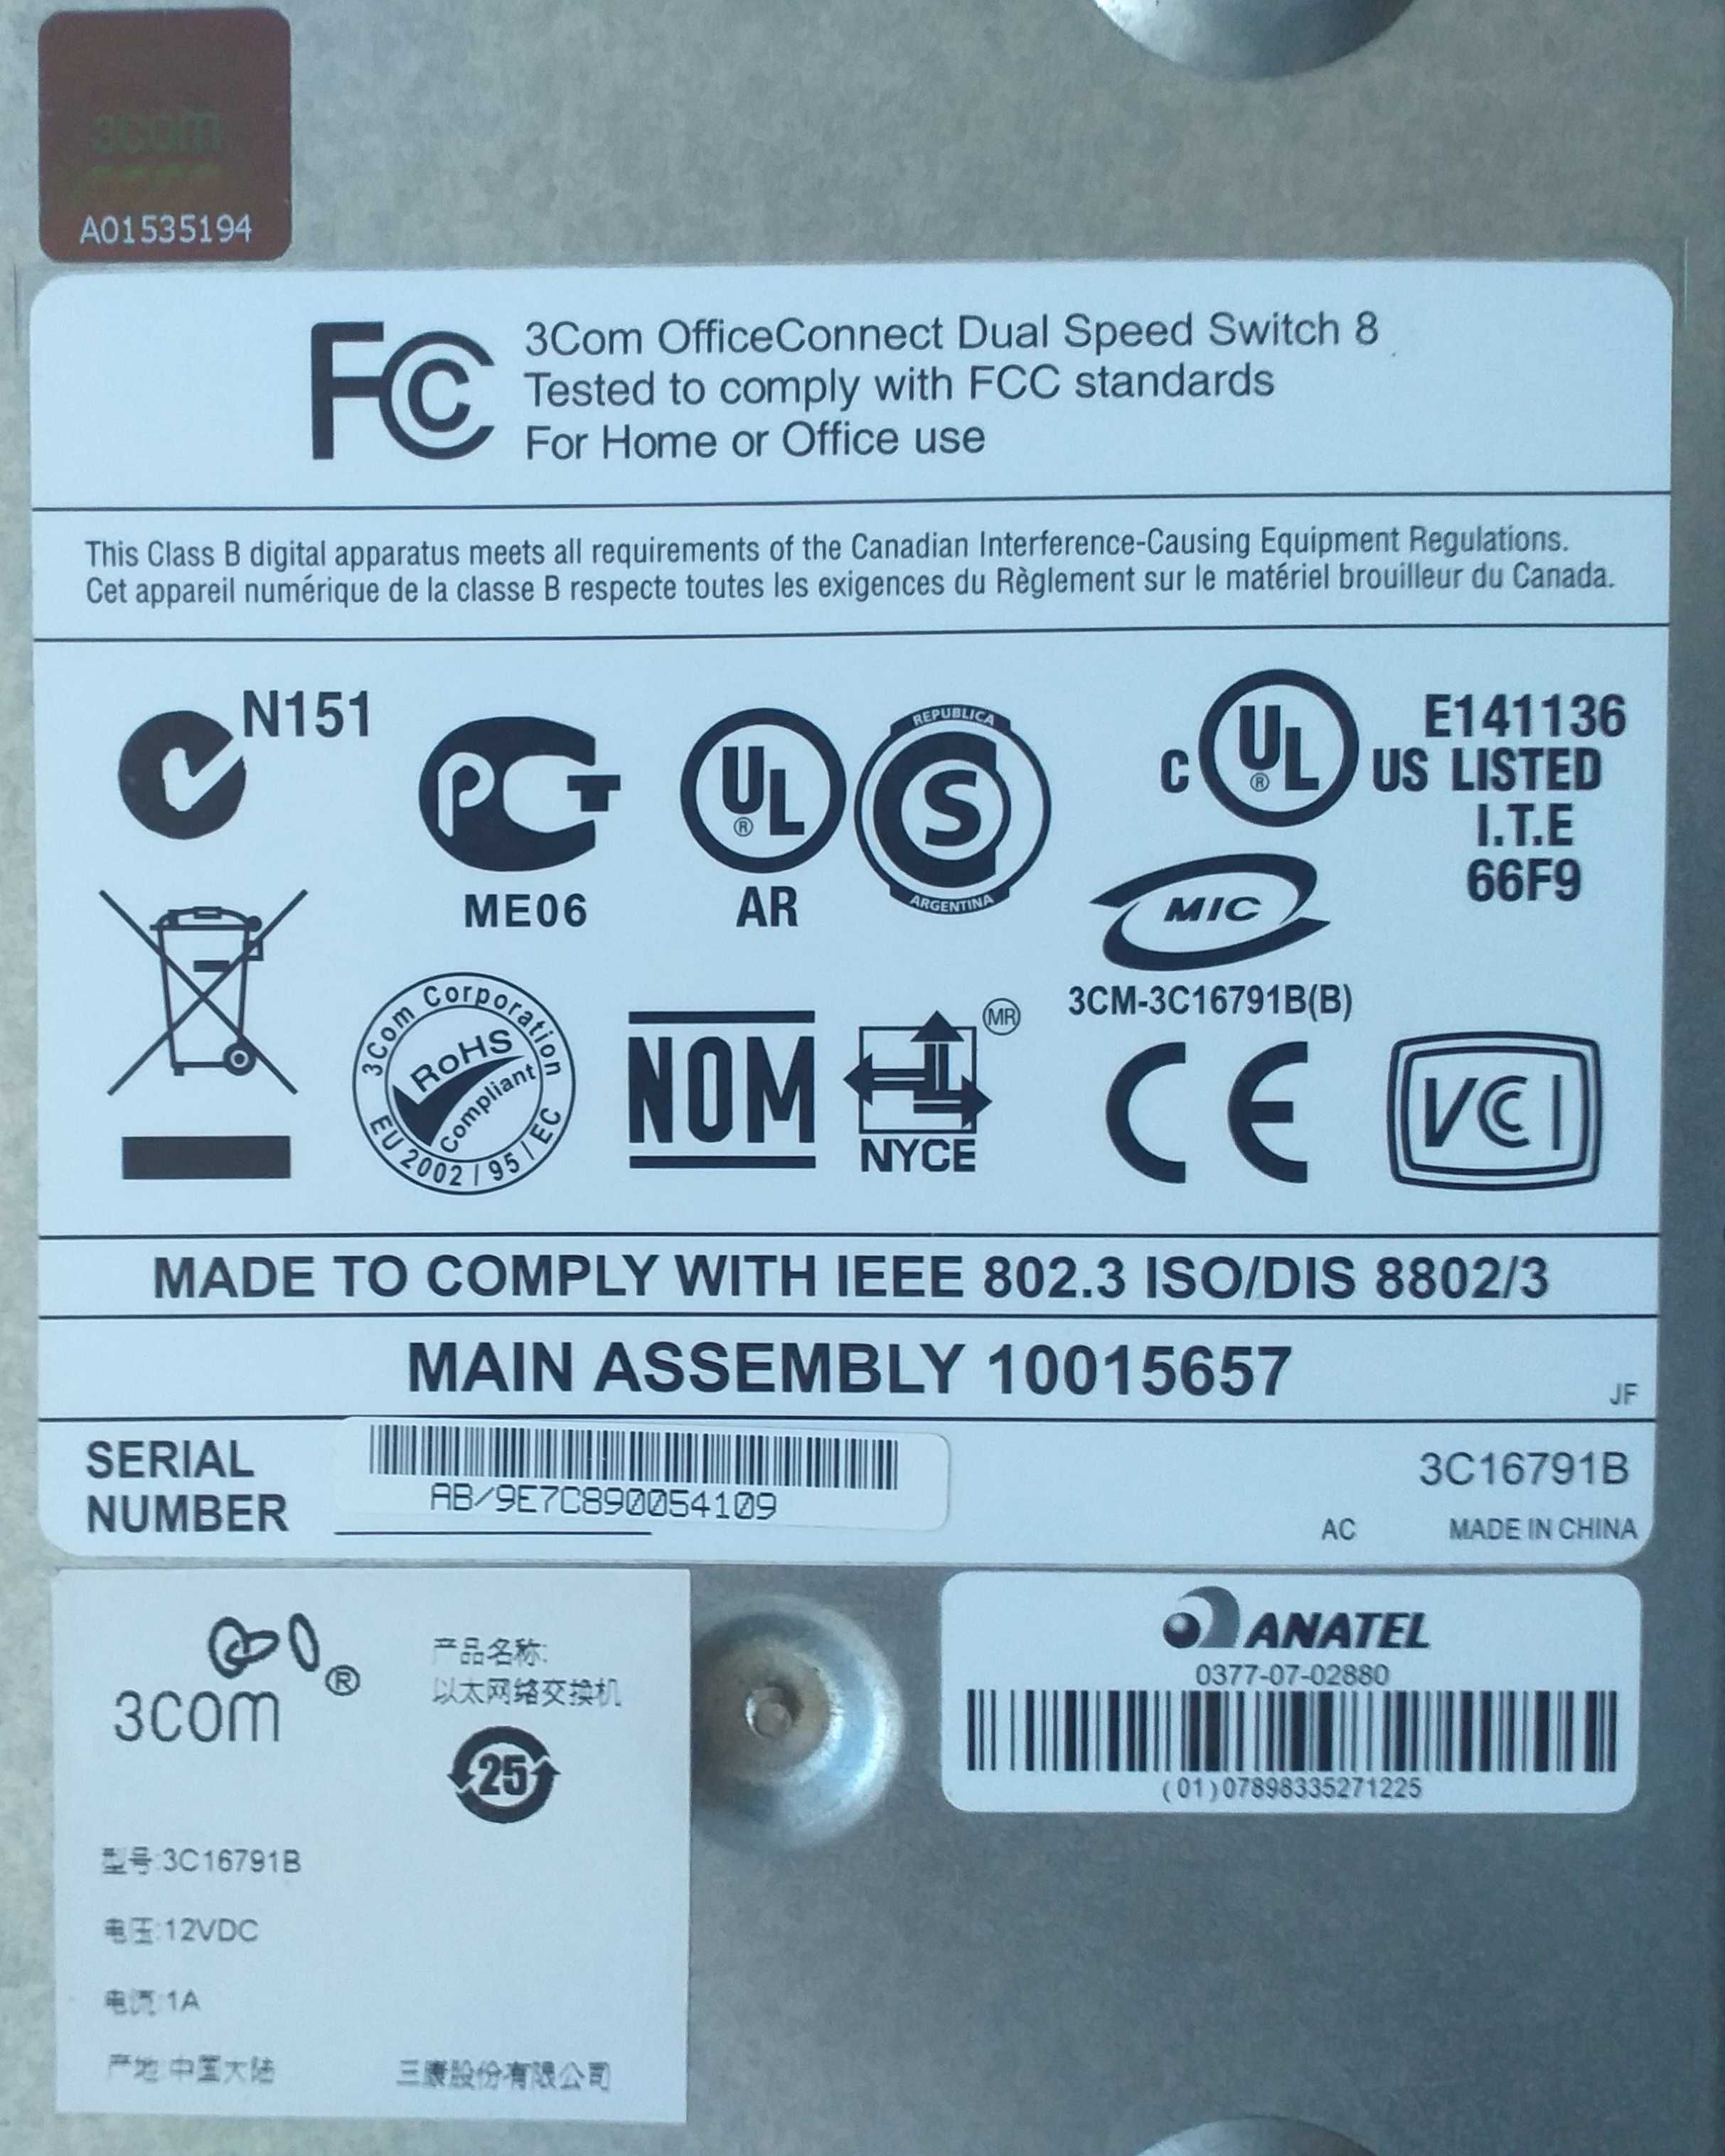 3com
A01535194
FC
3Com OfficeConnect Dual Speed Switch 8
Tested to comply with FCC standards
For Home or Office use
This Class B digital apparatus meets all requirements of the Canadian Interference-Causing Equipment Regulations.
Cet appareil numérique de la classe B respecte toutes les exigences du Règlement sur le matériel brouilleur du Canada.
N151
PCT
ME06
UL®
AR
REPUBLICA
S
ARGENTINA
C UL® US LISTED
E141136
I.T.E
66F9
MIC
3CM-3C16791B(B)
3Com Corporation
RoHS
Compliant
EU 2002 / 95 / EC
NOM
MR
NYCE
CE
VCI
MADE TO COMPLY WITH IEEE 802.3 ISO/DIS 8802/3
MAIN ASSEMBLY 10015657
JF
SERIAL
NUMBER
AB/9E7C890054109
3C16791B
AC MADE IN CHINA
3COM®
产品名称:
以太网络交换机
25
型号:3C16791B
电压:12VDC
电流:1A
产地:中国大陆 三康股份有限公司
ANATEL
0377-07-02880
(01)07898335271225